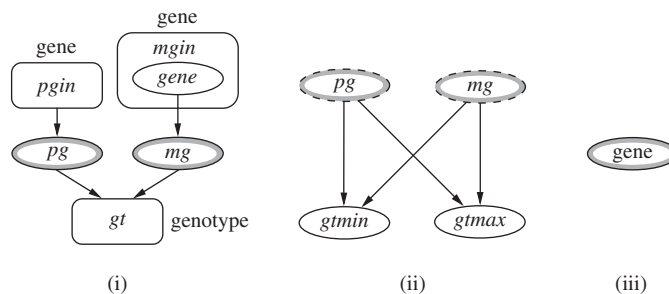 gene
gene
mgin
pgin
gene
pg
mg
gt
genotype
(i)
pg
mg
gtmin
gtmax
(ii)
gene
(iii)